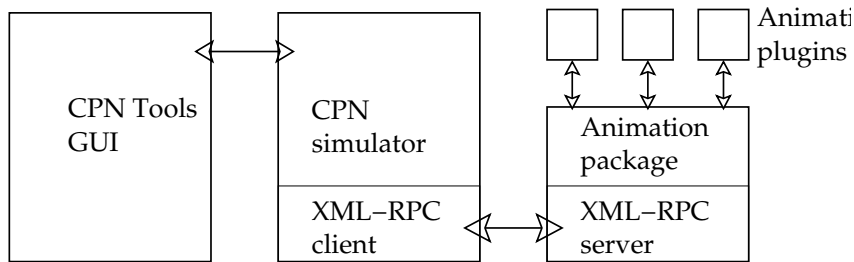 CPN Tools
GUI
CPN
simulator
XML−RPC
client
Animati
plugins
Animation
package
XML−RPC
server